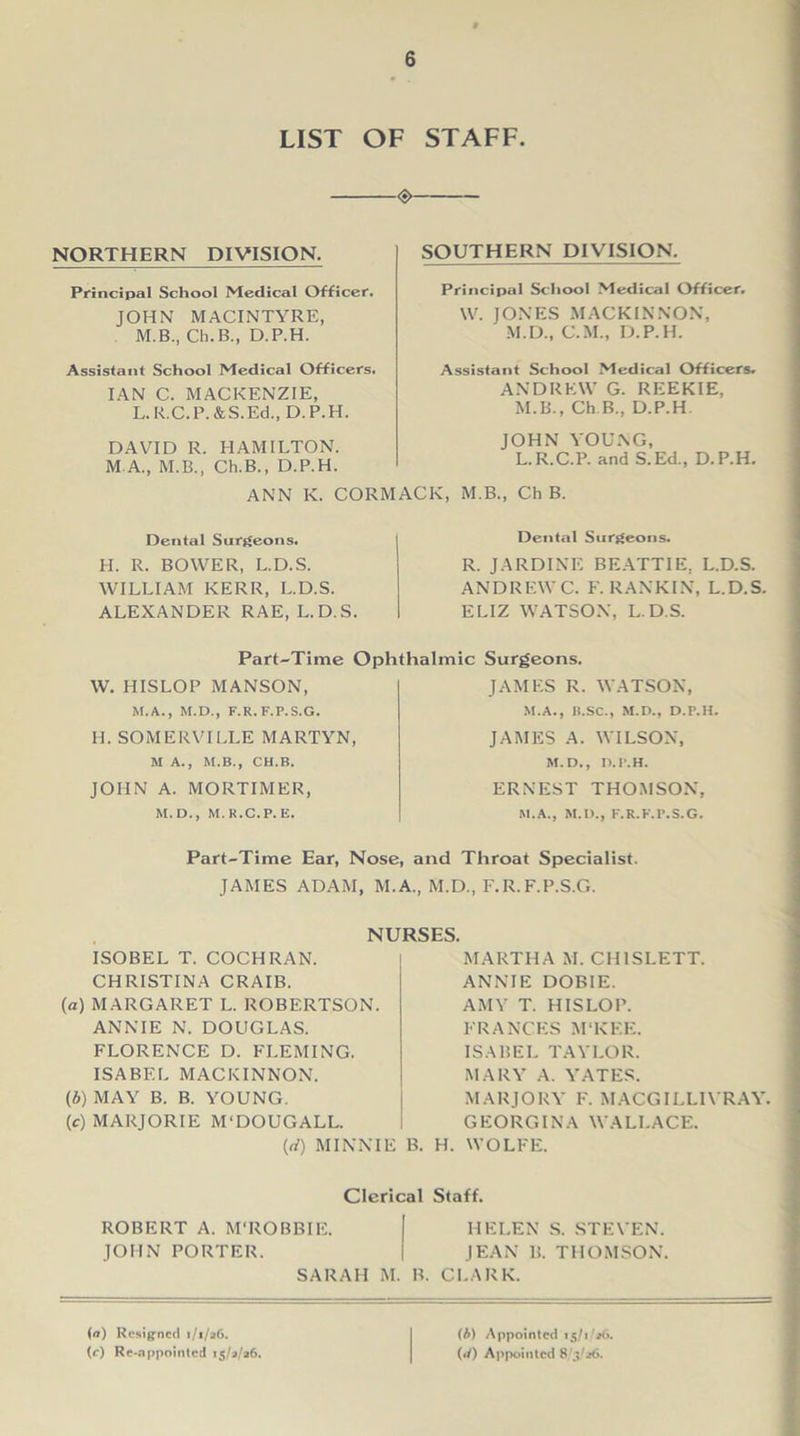 6
LIST OF STAFF.
NORTHERN DIVISION.
Principal School Medical Officer.
JOHN MACINTYRE,
M.B., Ch.B., D.P.H.
Assistant School Medical Officers.
IAN C. MACKENZIE,
L.R.C.P.&S.Ed., D.P.H.
DAVID R. HAMILTON.
M.A., M.B., Ch.B., D.P.H.
SOUTHERN DIVISION.
Principal School Medical Officer.
W. JONES MACKINNON,
M.D., C.M., D.P.H.
Assistant School Medical Officers.
ANDREW G. REEKIE,
M.B., Ch.B., D.P.H.
JOHN YOUNG,
L.R.C.P. and S.Ed., D.P.H.
ANN K. CORMACK, M.B., Ch B.
Dental Surgeons.
H. R. BOWER, L.D.S.
WILLIAM KERR, L.D.S.
ALEXANDER RAE, L.D.S.
Dental Surgeons.
R. JARDINE BEATTIE, L.D.S.
ANDREW C. F. RANKIN, L.D.S.
ELIZ WATSON, L.D.S.
Part-Time Ophthalmic Surgeons.
W. HISLOP MANSON,
M.A., M.D., F.R.F.P.S.G.
H. SOMERVILLE MARTYN,
M A., M.B., CH.B.
JOHN A. MORTIMER,
M.D., M.R.C.P.E.
JAMES R. WATSON,
M.A., B.SC., M.D., D.P.H.
JAMES A. WILSON,
M.D., D.P.H.
ERNEST THOMSON,
M.A., M.D., F.R.F.P.S.G.
Part-Time Ear, Nose, and Throat Specialist.
JAMES ADAM, M.A., M.D., F.R.F.P.S.G.
NURSES.
ISOBEL T. COCHRAN.
CHRISTINA CRAIB.
(a) MARGARET L. ROBERTSON.
ANNIE N. DOUGLAS.
FLORENCE D. FLEMING.
ISABEL MACKINNON.
(b) MAY B. B. YOUNG.
(c) MARJORIE M‘DOUGALL.
MARTHA M. CHISLETT.
ANNIE DOBIE.
AMY T. HISLOP.
FRANCES M‘KEE.
ISABEL TAYLOR.
MARY A. YATES.
MARJORY F. MACGILLIVRAY.
GEORGINA WALLACE.
(d) MINNIE B. H. WOLFE.
Clerical Staff.
ROBERT A. M‘ROBBIE.
JOHN PORTER.
HELEN S. STEVEN.
JEAN B. THOMSON.
SARAH M. B. CLARK.
(a) Resigned 1/1/26.
(c) Re-appointed 15/2/26.
(b) Appointed 15/1/26.
(d) Appointed 8/3/26.